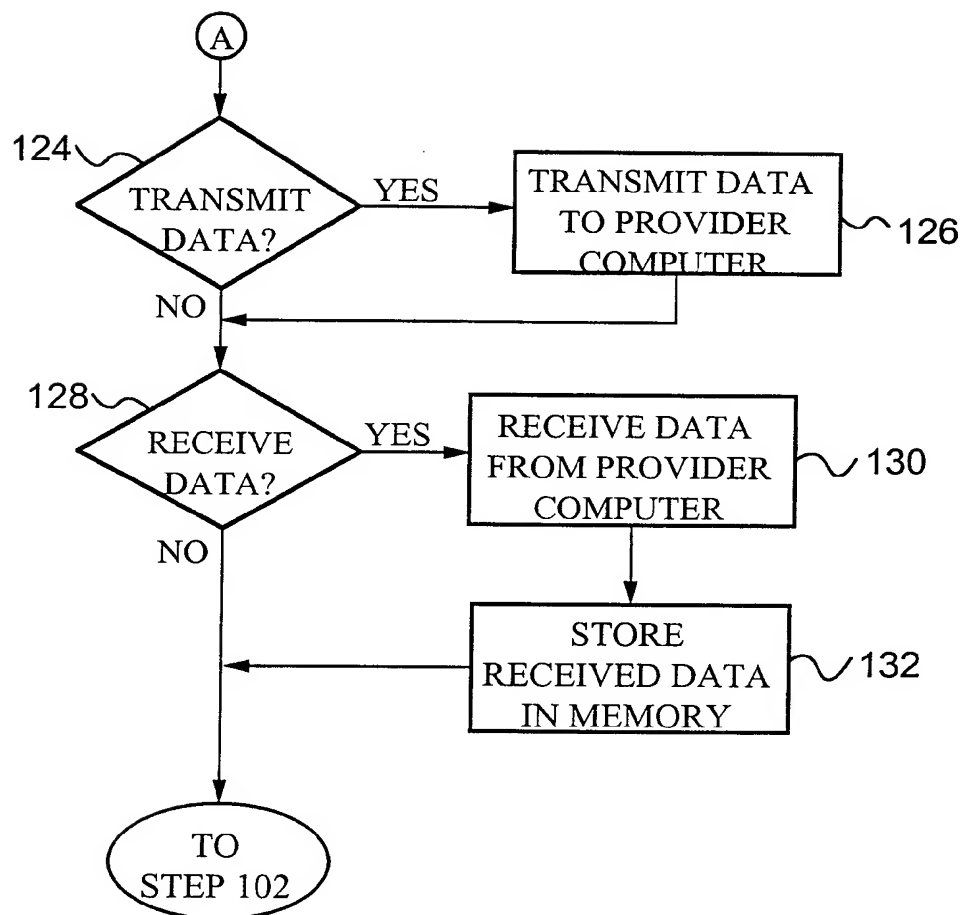 A
124
TRANSMIT
DATA?
YES
TRANSMIT DATA
TO PROVIDER
COMPUTER
126
NO
128
RECEIVE
DATA?
YES
RECEIVE DATA
FROM PROVIDER
COMPUTER
130
NO
STORE
RECEIVED DATA
IN MEMORY
132
TO
STEP 102